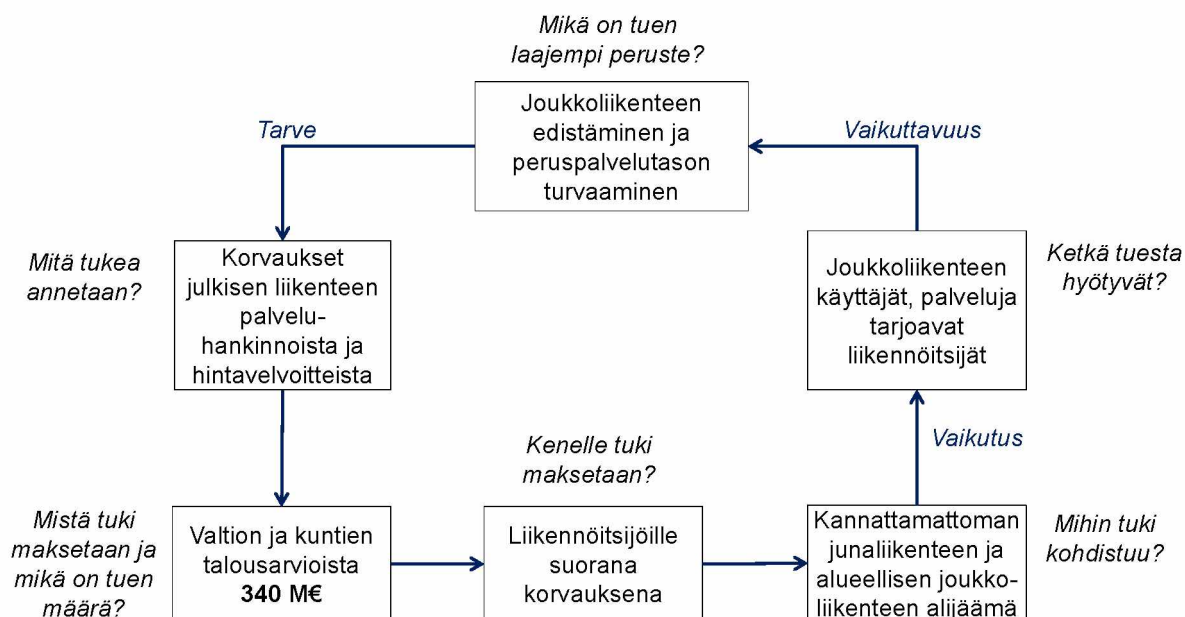 Mikä on tuen
laajempi peruste?
Joukkoliikenteen
edistäminen ja
peruspalvelutason
turvaaminen
Tarve
Vaikuttavuus
Mitä tukea
annetaan?
Korvaukset
julkisen liikenteen
palvelu-
hankinnoista ja
hintavelvoitteista
Joukkoliikenteen
käyttäjät, palveluja
tarjoavat
liikennöitsijät
Ketkä tuesta
hyötyvät?
Vaikutus
Kenelle tuki
maksetaan?
Mistä tuki
maksetaan ja
mikä on tuen
määrä?
Valtion ja kuntien
talousarvioista
340 M€
Liikennöitsijöille
suorana
korvauksena
Kannattamattoman
junaliikenteen ja
alueellisen joukko-
liikenteen alijäämä
Mihin tuki
kohdistuu?